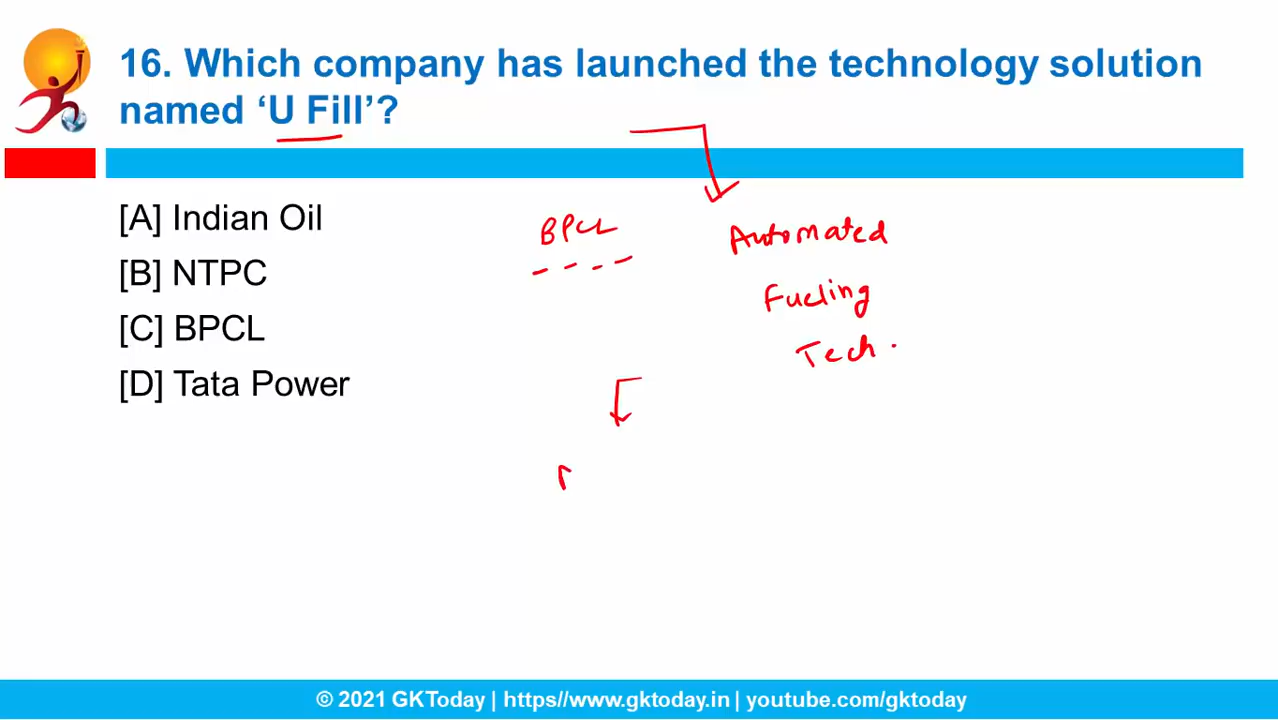 16. Which company has launched the technology solution
named ‘U Fill’?
[A] Indian Oil
[B] NTPC
[C] BPCL
[D] Tata Power
BPCL
Automated
Fueling
Tech.
© 2021 GKToday | https//www.gktoday.in | youtube.com/gktoday